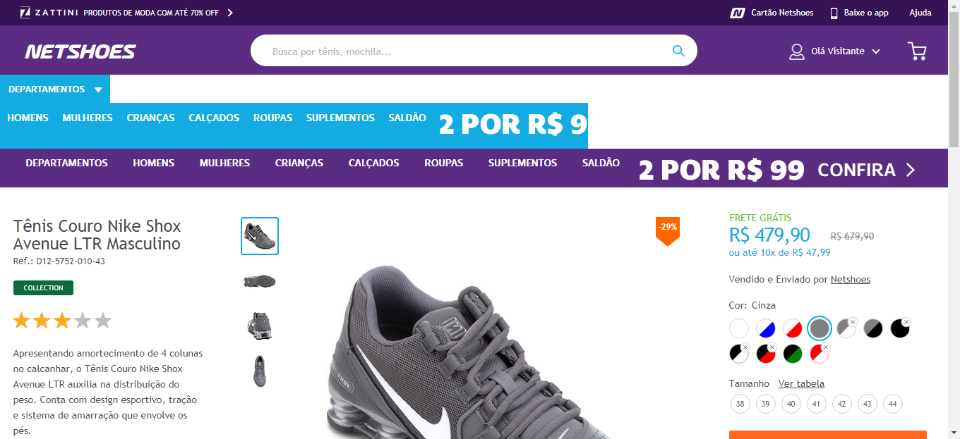 ZATTINI PRODUTOS DE MODA COM ATÉ 70% OFF
Cartão Netshoes
Baixe o app
Ajuda
NETSHOES
Busca por tênis, mochila...
Olá Visitante
DEPARTAMENTOS
HOMENS MULHERES CRIANÇAS CALÇADOS ROUPAS SUPLEMENTOS SALDÃO 2 POR R$ 9
DEPARTAMENTOS HOMENS MULHERES CRIANÇAS CALÇADOS ROUPAS SUPLEMENTOS SALDÃO 2 POR R$ 99 CONFIRA
Tênis Couro Nike Shox
Avenue LTR Masculino
Ref.: D12-5752-010-43
COLLECTION
Apresentando amortecimento de 4 colunas
no calcanhar, o Tênis Couro Nike Shox
Avenue LTR auxilia na distribuição do
peso. Conta com design esportivo, tração
e sistema de amarração que envolve os
pés.
-29%
FRETE GRÁTIS
R$ 479,90 R$ 679,90
ou até 10x de R$ 47,99
Vendido e Enviado por Netshoes
Cor: Cinza
Tamanho Ver tabela
38 39 40 41 42 43 44